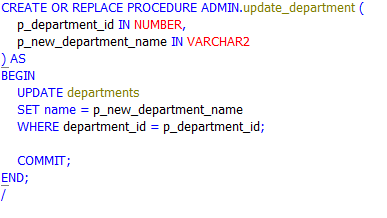 CREATE OR REPLACE PROCEDURE ADMIN.update_department (
    p_department_id IN NUMBER,
    p_new_department_name IN VARCHAR2
) AS
BEGIN
    UPDATE departments
    SET name = p_new_department_name
    WHERE department_id = p_department_id;

    COMMIT;
END;
/